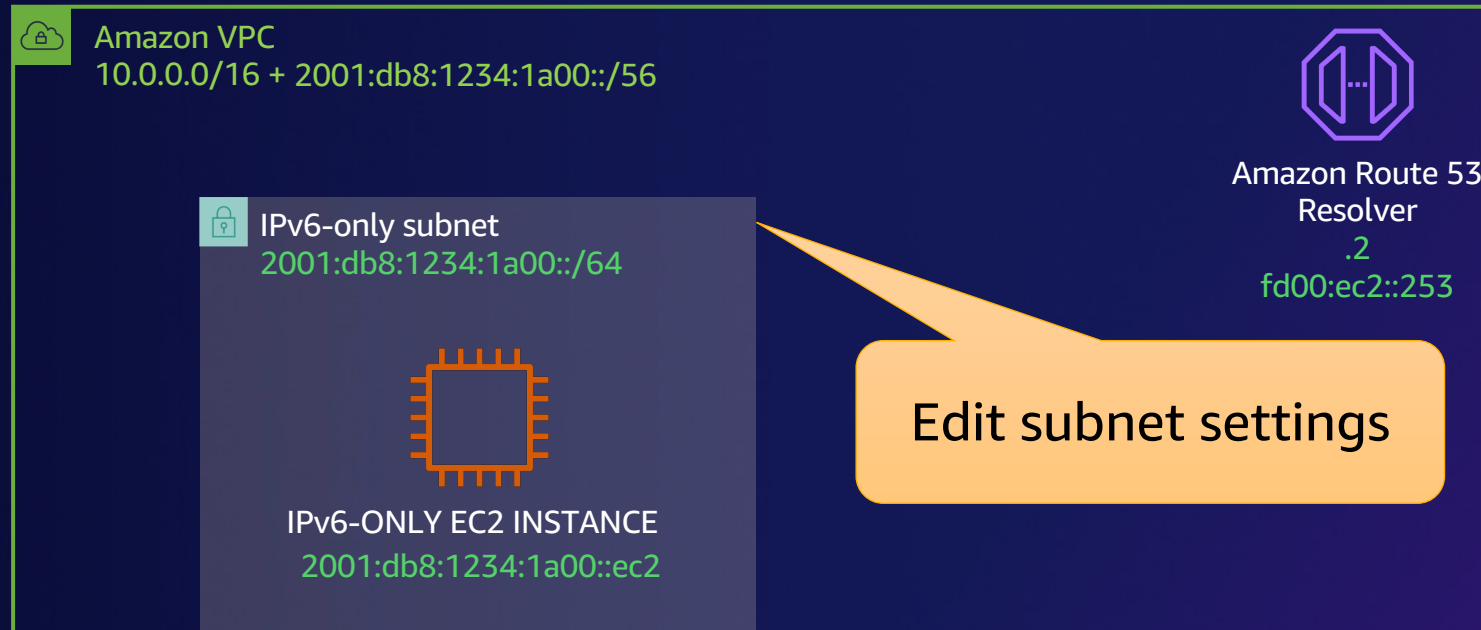 Amazon VPC
10.0.0.0/16 + 2001:db8:1234:1a00::/56
Amazon Route 53
Resolver
.2
fd00:ec2::253
IPv6-only subnet
2001:db8:1234:1a00::/64
Edit subnet settings
IPv6-ONLY EC2 INSTANCE
2001:db8:1234:1a00::ec2